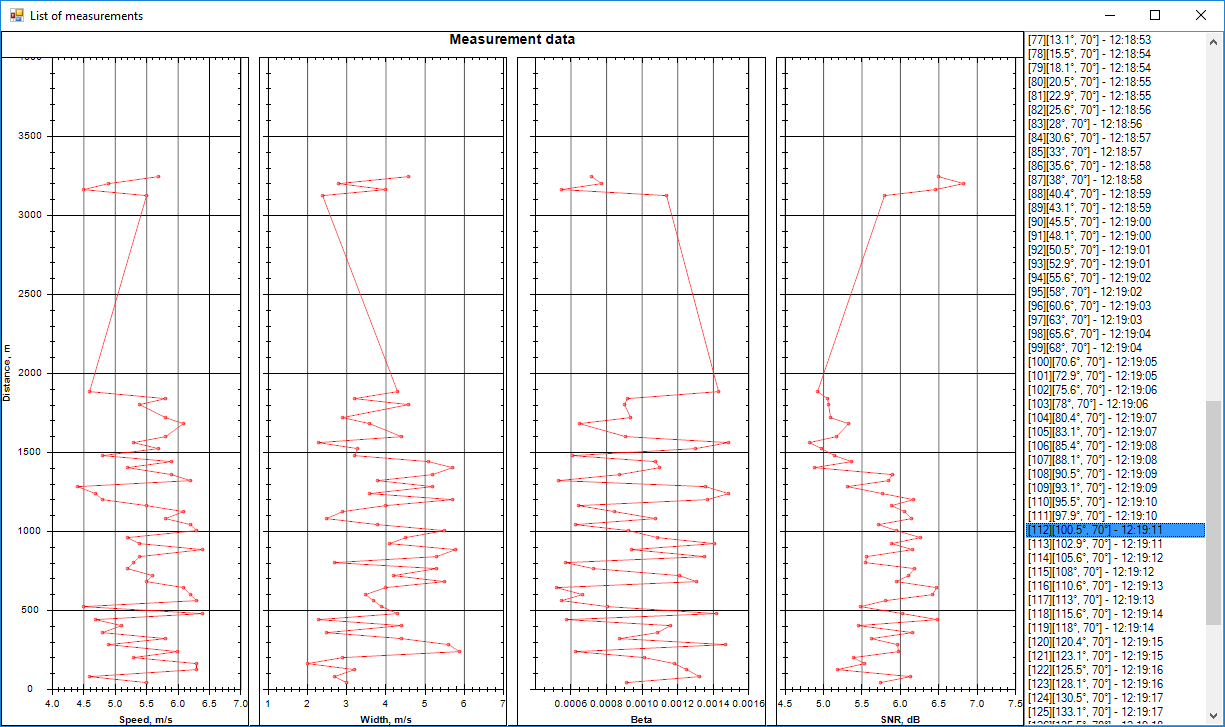 List of measurements
Measurement data
3500
3000
2500
2000
1500
1000
500
0
Distance, m
4.0 4.5 5.0 5.5 6.0 6.5 7.0
Speed, m/s
1 2 3 4 5 6 7
Width, m/s
0.0006 0.0008 0.0010 0.0012 0.0014 0.0016
Beta
4.5 5.0 5.5 6.0 6.5 7.0 7.5
SNR, dB
[77][13.1°, 70°] - 12:18:53
[78][15.5°, 70°] - 12:18:54
[79][18.1°, 70°] - 12:18:54
[80][20.5°, 70°] - 12:18:55
[81][22.9°, 70°] - 12:18:55
[82][25.6°, 70°] - 12:18:56
[83][28°, 70°] - 12:18:56
[84][30.6°, 70°] - 12:18:57
[85][33°, 70°] - 12:18:57
[86][35.6°, 70°] - 12:18:58
[87][38°, 70°] - 12:18:58
[88][40.4°, 70°] - 12:18:59
[89][43.1°, 70°] - 12:18:59
[90][45.5°, 70°] - 12:19:00
[91][48.1°, 70°] - 12:19:00
[92][50.5°, 70°] - 12:19:01
[93][52.9°, 70°] - 12:19:01
[94][55.6°, 70°] - 12:19:02
[95][58°, 70°] - 12:19:02
[96][60.6°, 70°] - 12:19:03
[97][63°, 70°] - 12:19:03
[98][65.6°, 70°] - 12:19:04
[99][68°, 70°] - 12:19:04
[100][70.6°, 70°] - 12:19:05
[101][72.9°, 70°] - 12:19:05
[102][75.6°, 70°] - 12:19:06
[103][78°, 70°] - 12:19:06
[104][80.4°, 70°] - 12:19:07
[105][83.1°, 70°] - 12:19:07
[106][85.4°, 70°] - 12:19:08
[107][88.1°, 70°] - 12:19:08
[108][90.5°, 70°] - 12:19:09
[109][93.1°, 70°] - 12:19:09
[110][95.5°, 70°] - 12:19:10
[111][97.9°, 70°] - 12:19:10
[112][100.5°, 70°] - 12:19:11
[113][102.9°, 70°] - 12:19:11
[114][105.6°, 70°] - 12:19:12
[115][108°, 70°] - 12:19:12
[116][110.6°, 70°] - 12:19:13
[117][113°, 70°] - 12:19:13
[118][115.6°, 70°] - 12:19:14
[119][118°, 70°] - 12:19:14
[120][120.4°, 70°] - 12:19:15
[121][123.1°, 70°] - 12:19:15
[122][125.5°, 70°] - 12:19:16
[123][128.1°, 70°] - 12:19:16
[124][130.5°, 70°] - 12:19:17
[125][133.1°, 70°] - 12:19:17